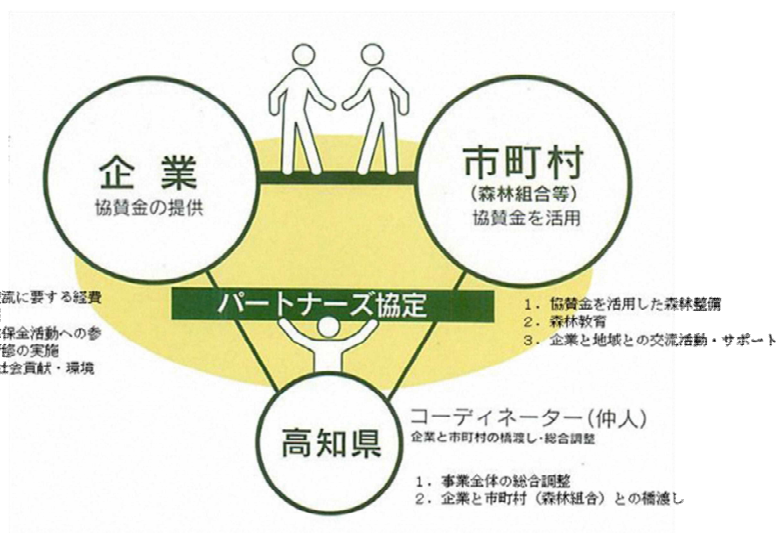 企業
協賛金の提供
市町村
(森林組合等)
協賛金を活用
パートナーズ協定
流に要する経費
保全活動への参
の実施
社会貢献・環境
1. 協賛金を活用した森林整備
2. 森林教育
3. 企業と地域との交流活動・サポート
高知県
コーディネーター(仲人)
企業と市町村の橋渡し・総合調整
1. 事業全体の総合調整
2. 企業と市町村(森林組合)との橋渡し